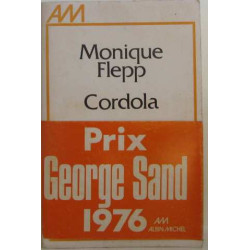 AM
Monique
Flepp
Cordola
Prix
George Sand
1976
AM
ALBIN-MICHEL